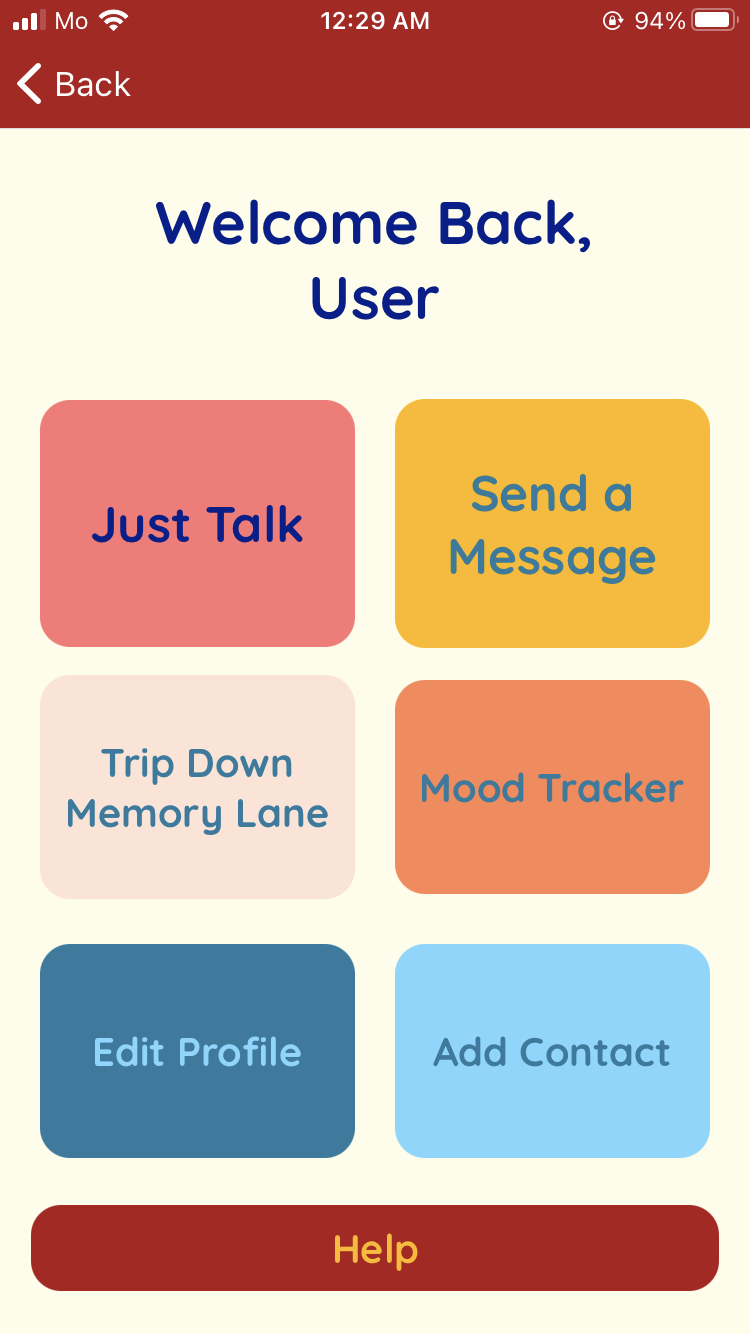 Mo 12:29 AM 94%
Back
Welcome Back,
User
Just Talk
Send a
Message
Trip Down
Memory Lane
Mood Tracker
Edit Profile
Add Contact
Help